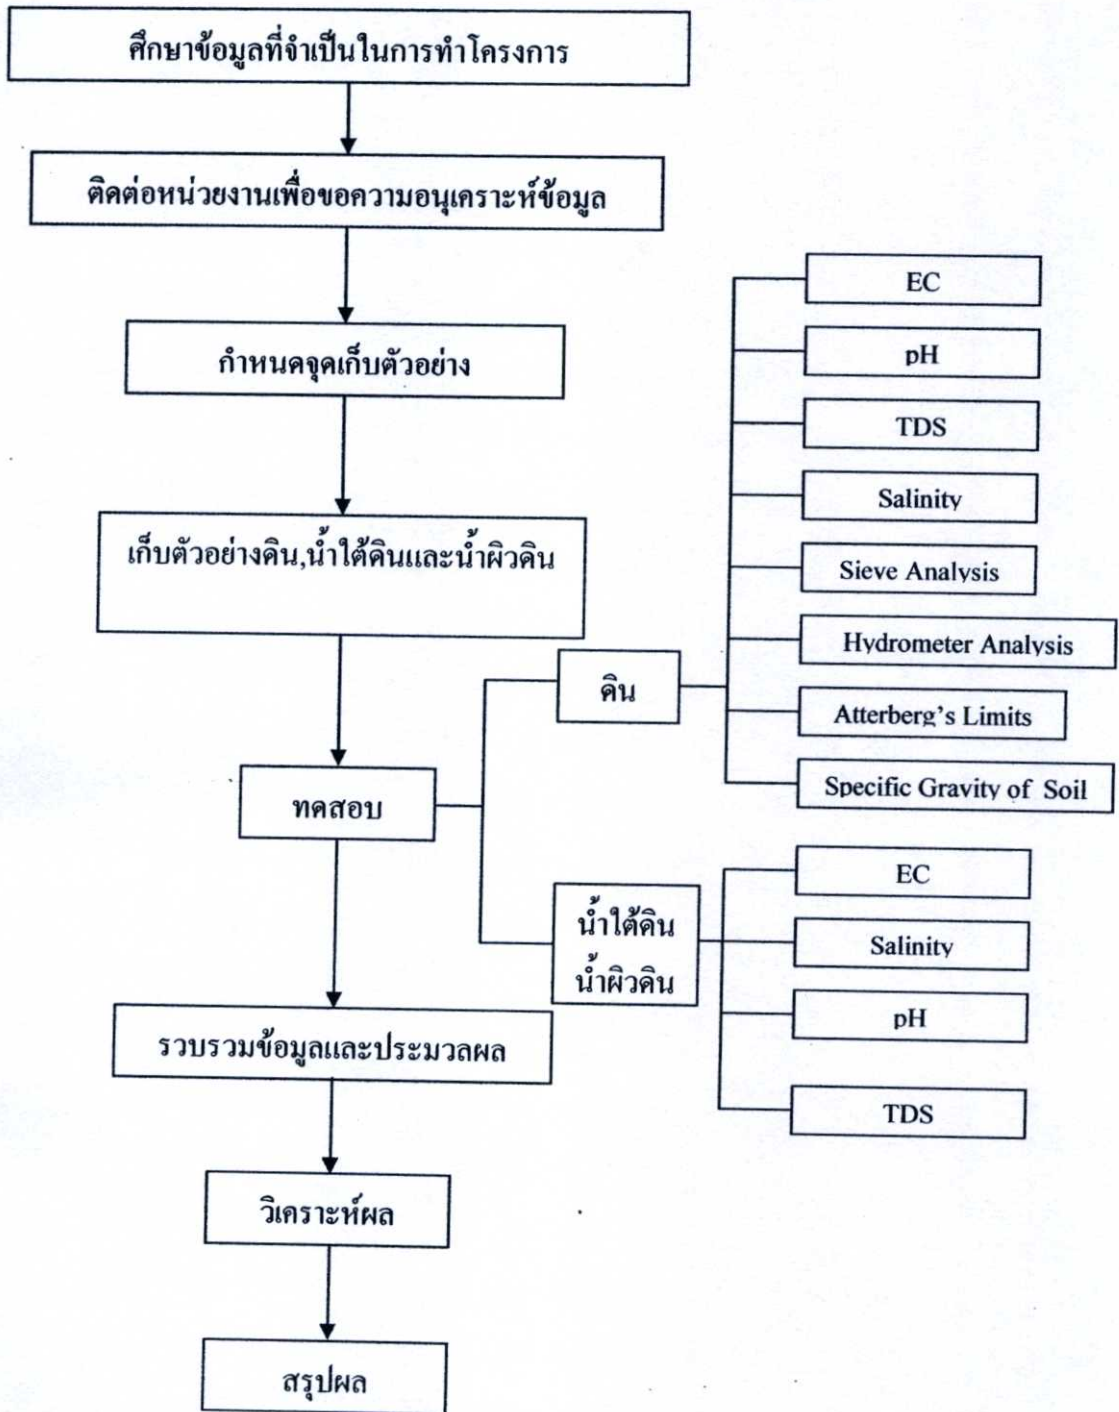 ศึกษาข้อมูลที่จำเป็นในการทำโครงการ
ติดต่อหน่วยงานเพื่อขอความอนุเคราะห์ข้อมูล
กำหนดจุดเก็บตัวอย่าง
เก็บตัวอย่างดิน,น้ำใต้ดินและน้ำผิวดิน
ทดสอบ
ดิน
EC
pH
TDS
Salinity
Sieve Analysis
Hydrometer Analysis
Atterberg's Limits
Specific Gravity of Soil
น้ำใต้ดิน
น้ำผิวดิน
EC
Salinity
pH
TDS
รวบรวมข้อมูลและประมวลผล
วิเคราะห์ผล
สรุปผล